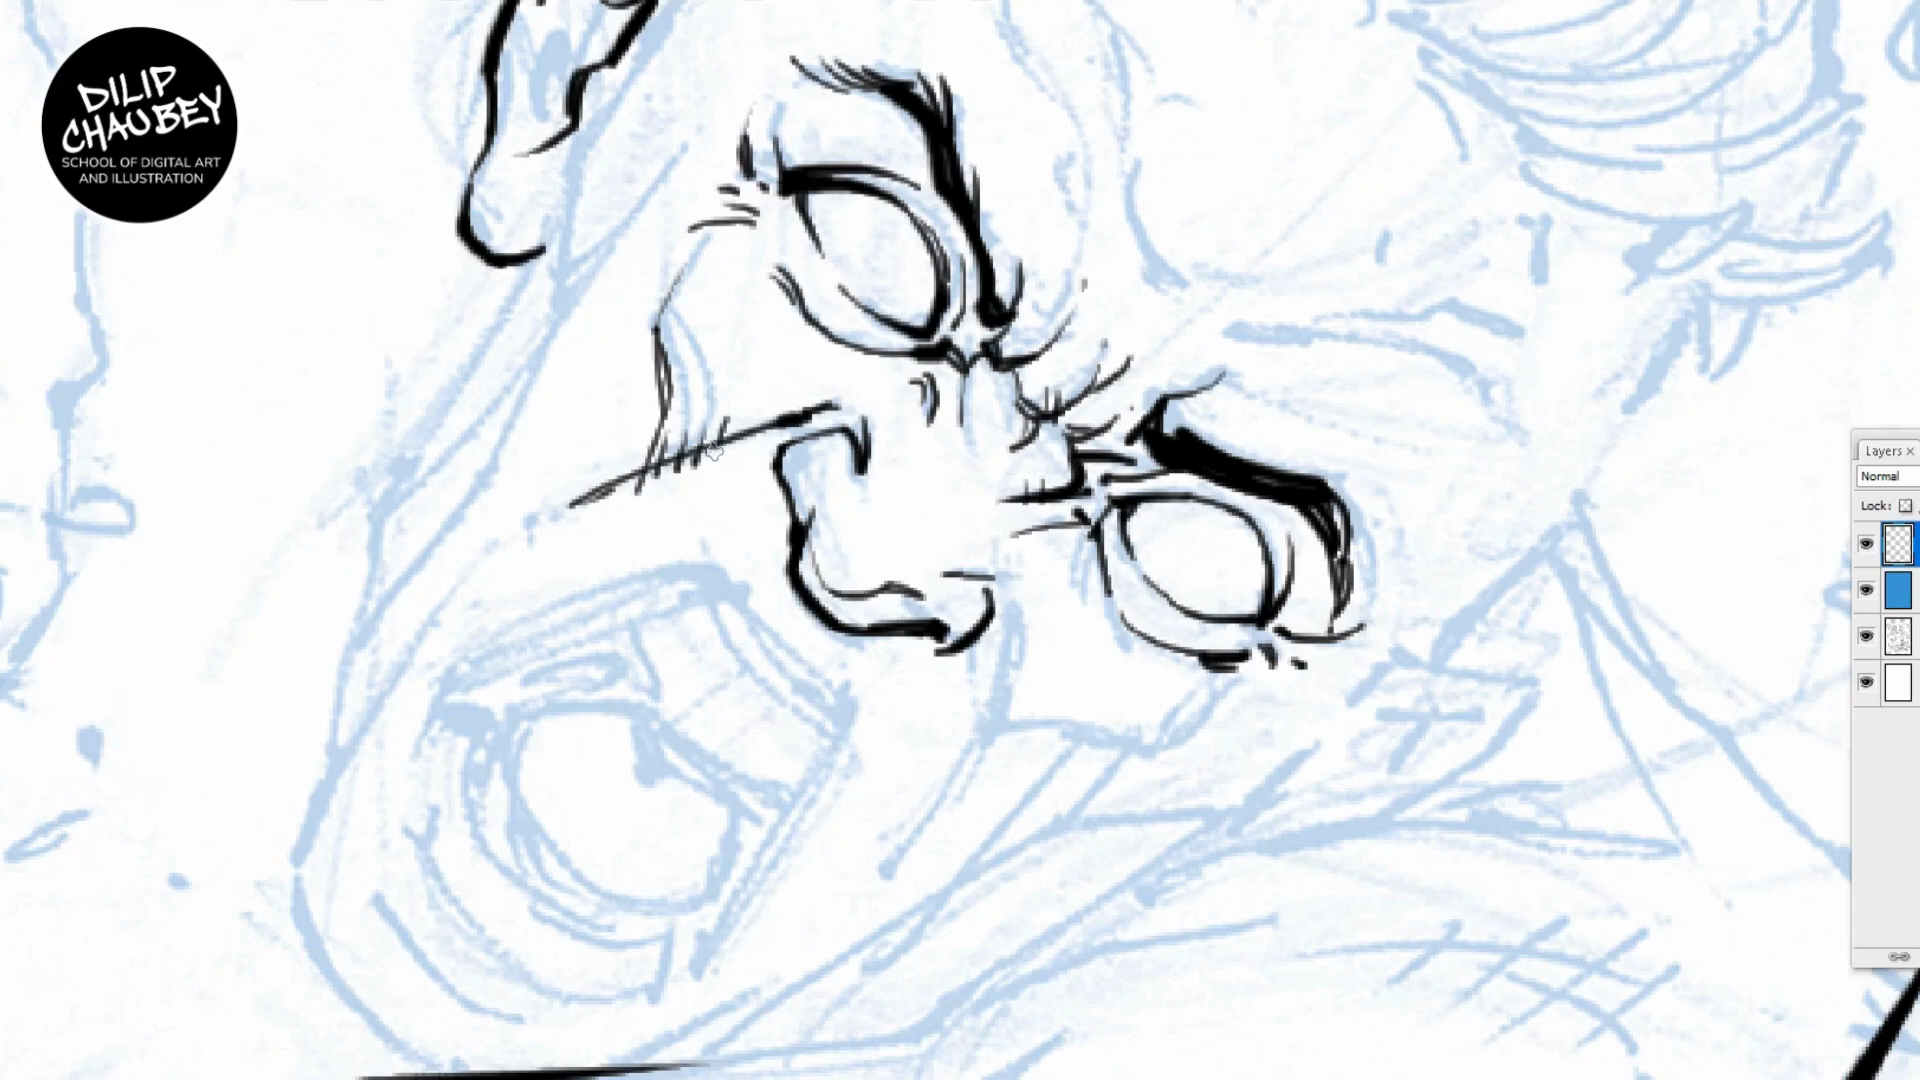 DILIP
CHAUBEY
SCHOOL OF DIGITAL ART
AND ILLUSTRATION
Layers
Normal
Lock: